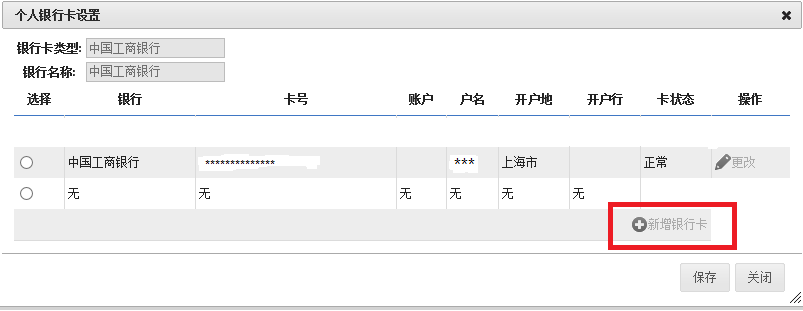 个人银行卡设置
银行卡类型: 中国工商银行
银行名称: 中国工商银行
选择 银行 卡号 账户 户名 开户地 开户行 卡状态 操作
中国工商银行 ************** *** 上海市 正常 更改
无 无 无 无 无 无
新增银行卡
保存 关闭